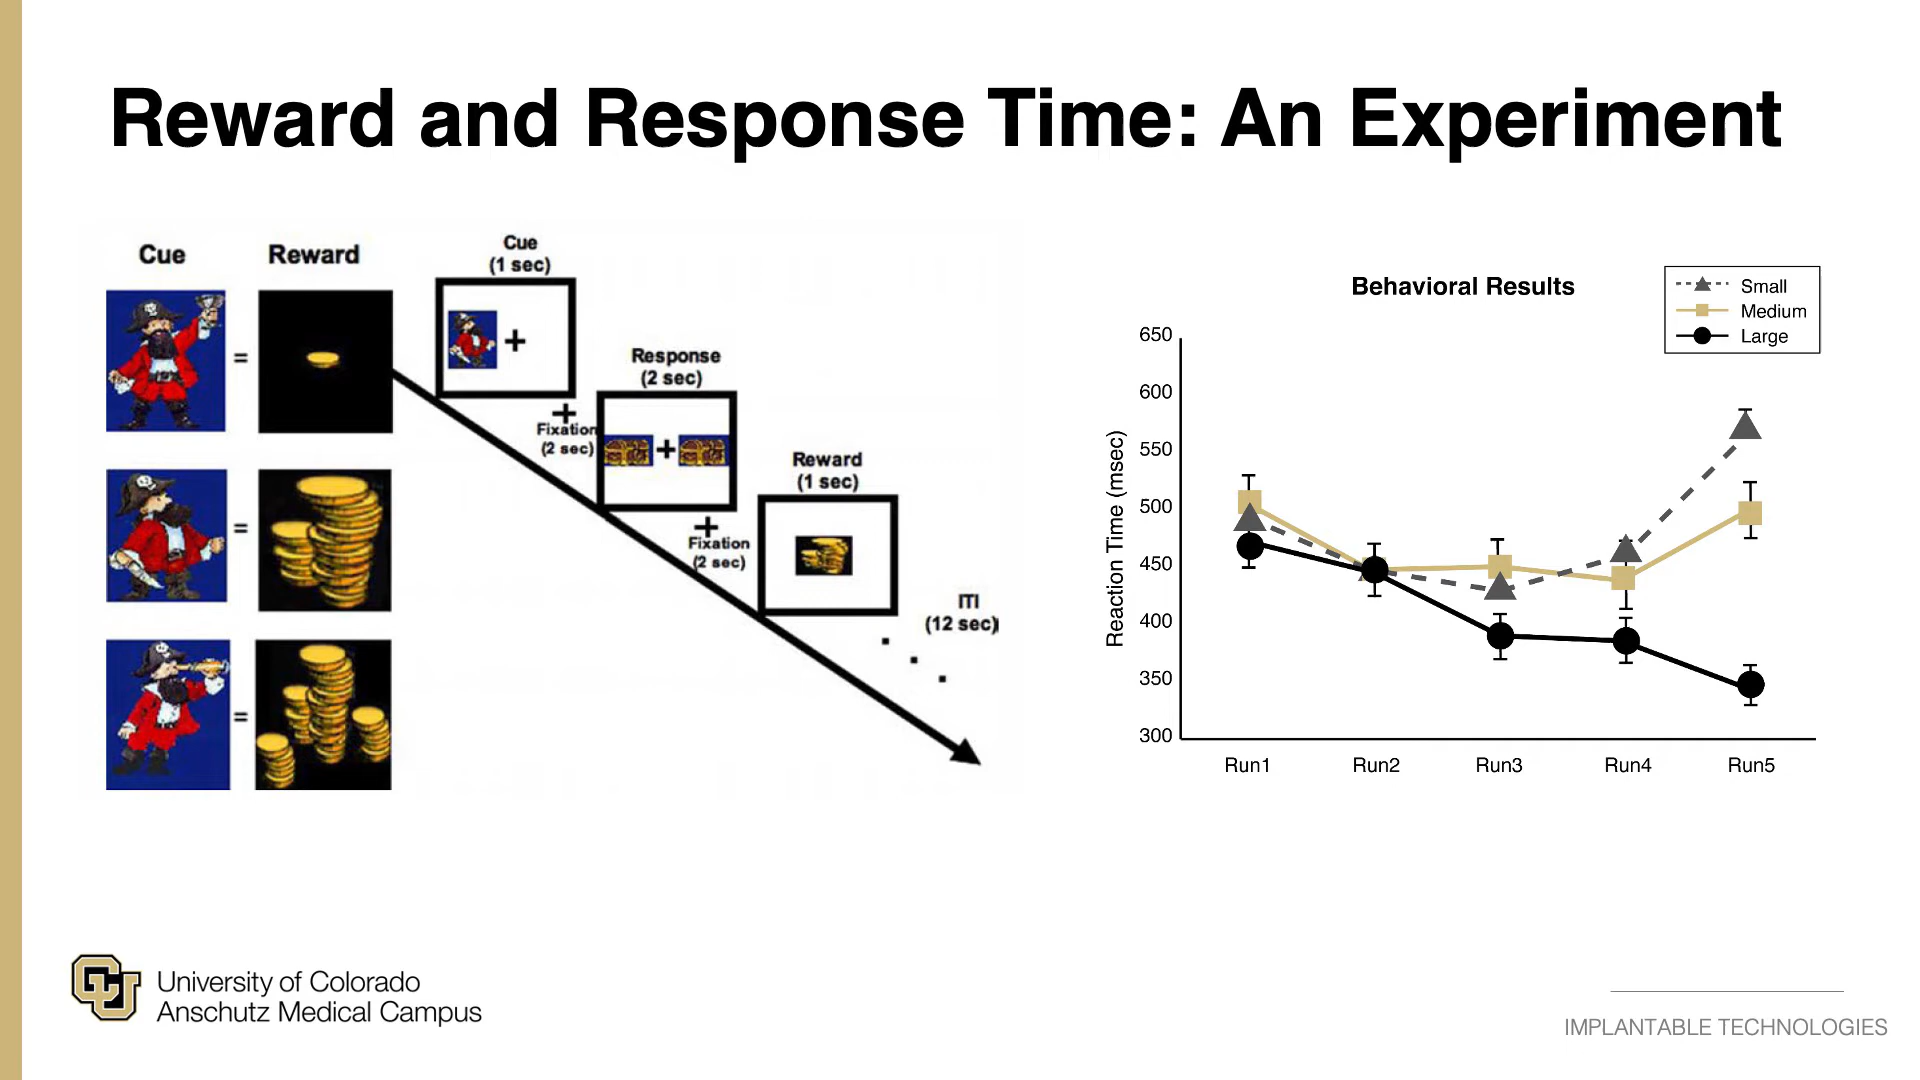 Reward and Response Time: An Experiment
Cue
Reward
=
=
=
Cue
(1 sec)
+
+
Fixation
(2 sec)
Response
(2 sec)
+
+
Fixation
(2 sec)
Reward
(1 sec)
ITI
(12 sec)
Behavioral Results
Small
Medium
Large
Reaction Time (msec)
650
600
550
500
450
400
350
300
Run1 Run2 Run3 Run4 Run5
CU
University of Colorado
Anschutz Medical Campus
IMPLANTABLE TECHNOLOGIES